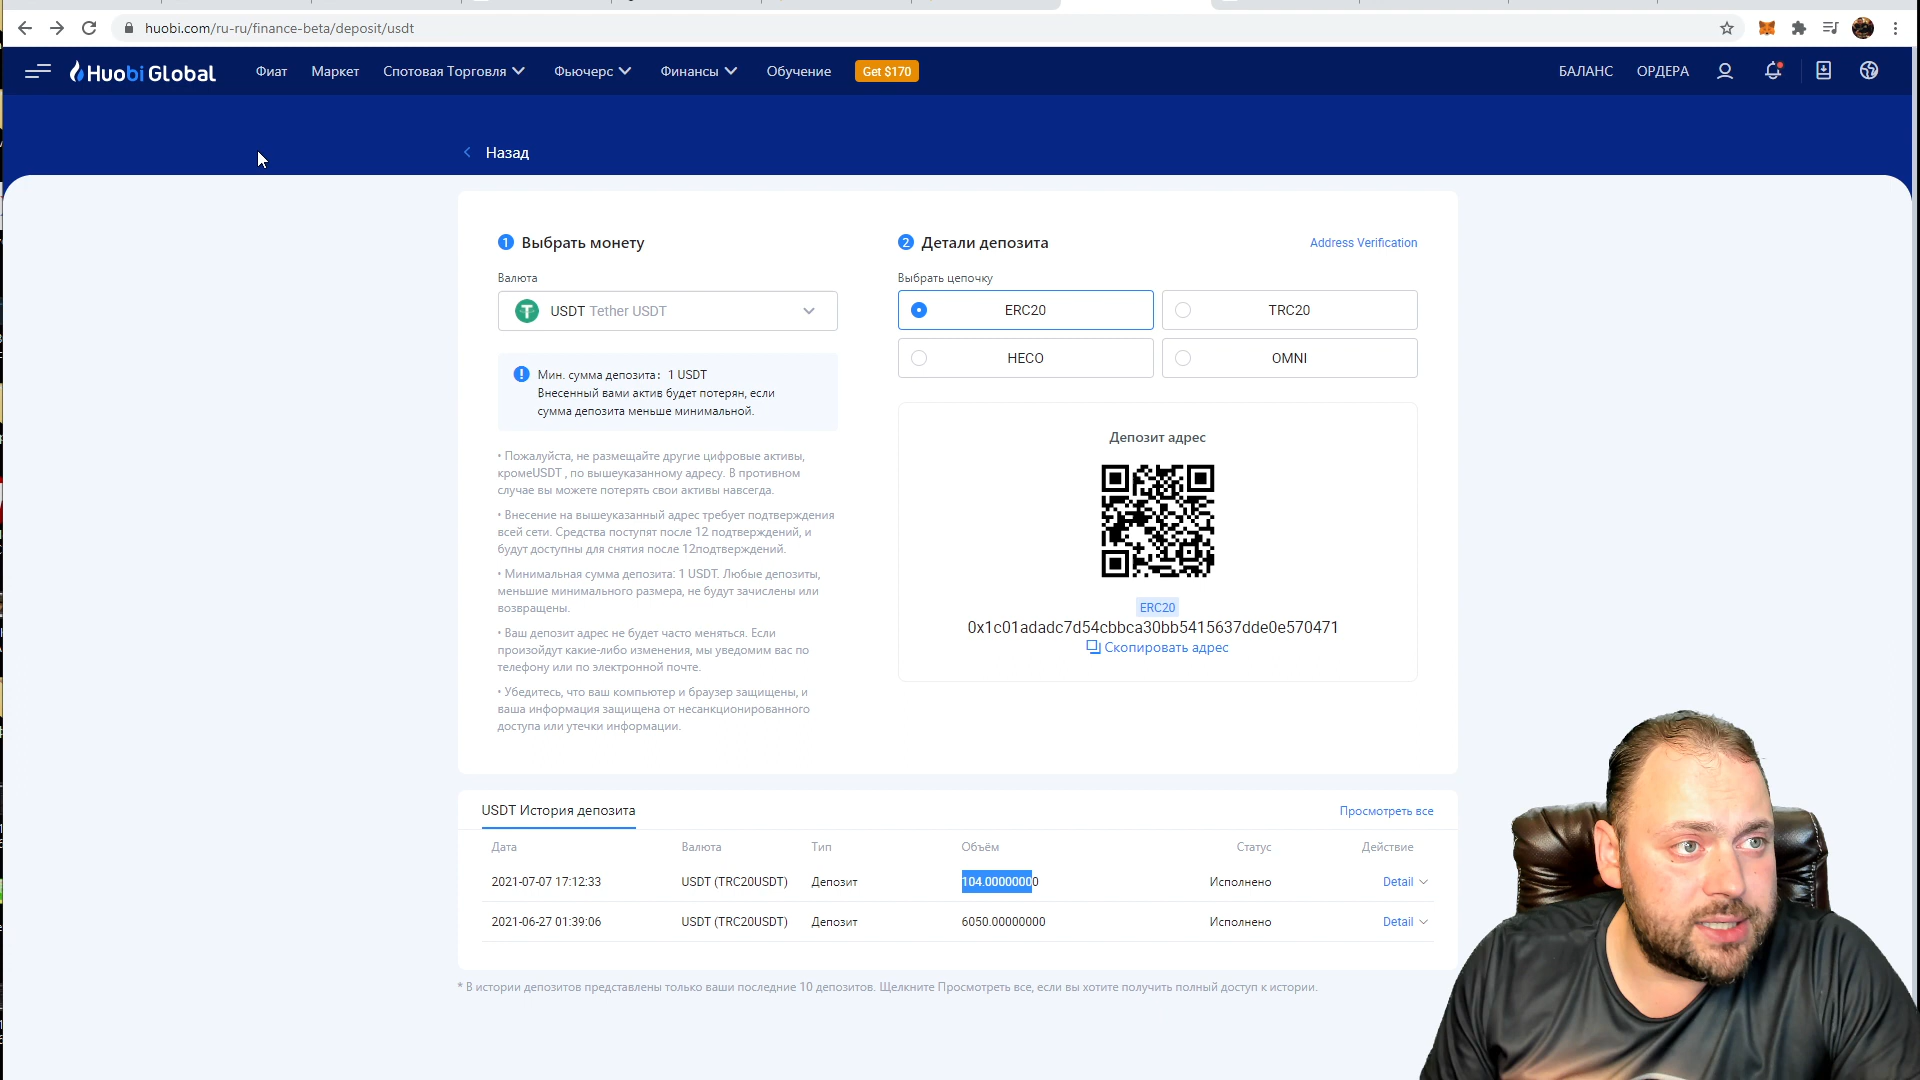 huobi.com/ru-ru/finance-beta/deposit/usdt
Huobi Global
Фиат
Маркет
Спотовая Торговля
Фьючерс
Финансы
Обучение
Get $170
БАЛАНС
ОРДЕРА
Назад
1 Выбрать монету
Валюта
USDT Tether USDT
Мин. сумма депозита: 1 USDT
Внесенный вами актив будет потерян, если
сумма депозита меньше минимальной.
• Пожалуйста, не размещайте другие цифровые активы,
кромеUSDT , по вышеуказанному адресу. В противном
случае вы можете потерять свои активы навсегда.
• Внесение на вышеуказанный адрес требует подтверждения
всей сети. Средства поступят после 12 подтверждений, и
будут доступны для снятия после 12подтверждений.
• Минимальная сумма депозита: 1 USDT. Любые депозиты,
меньшие минимального размера, не будут зачислены или
возвращены.
• Ваш депозит адрес не будет часто меняться. Если
произойдут какие-либо изменения, мы уведомим вас по
телефону или по электронной почте.
• Убедитесь, что ваш компьютер и браузер защищены, и
ваша информация защищена от несанкционированного
доступа или утечки информации.
2 Детали депозита
Address Verification
Выбрать цепочку
ERC20
TRC20
HECO
OMNI
Депозит адрес
ERC20
0x1c01adadc7d54cbbca30bb5415637dde0e570471
Скопировать адрес
USDT История депозита
Просмотреть все
Дата Валюта Тип Объём Статус Действие
2021-07-07 17:12:33 USDT (TRC20USDT) Депозит 104.00000000 Исполнено Detail
2021-06-27 01:39:06 USDT (TRC20USDT) Депозит 6050.00000000 Исполнено Detail
* В истории депозитов представлены только ваши последние 10 депозитов. Щелкните Просмотреть все, если вы хотите получить полный доступ к истории.